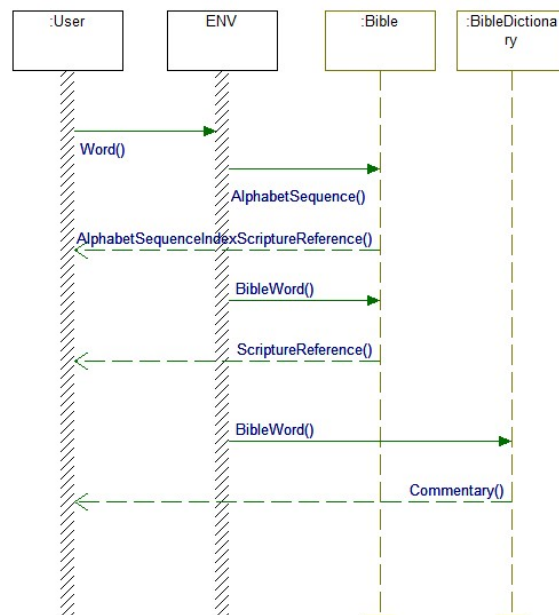 :User
ENV
:Bible
:BibleDictiona
ry
Word()
AlphabetSequence()
AlphabetSequenceIndexScriptureReference()
BibleWord()
ScriptureReference()
BibleWord()
Commentary()